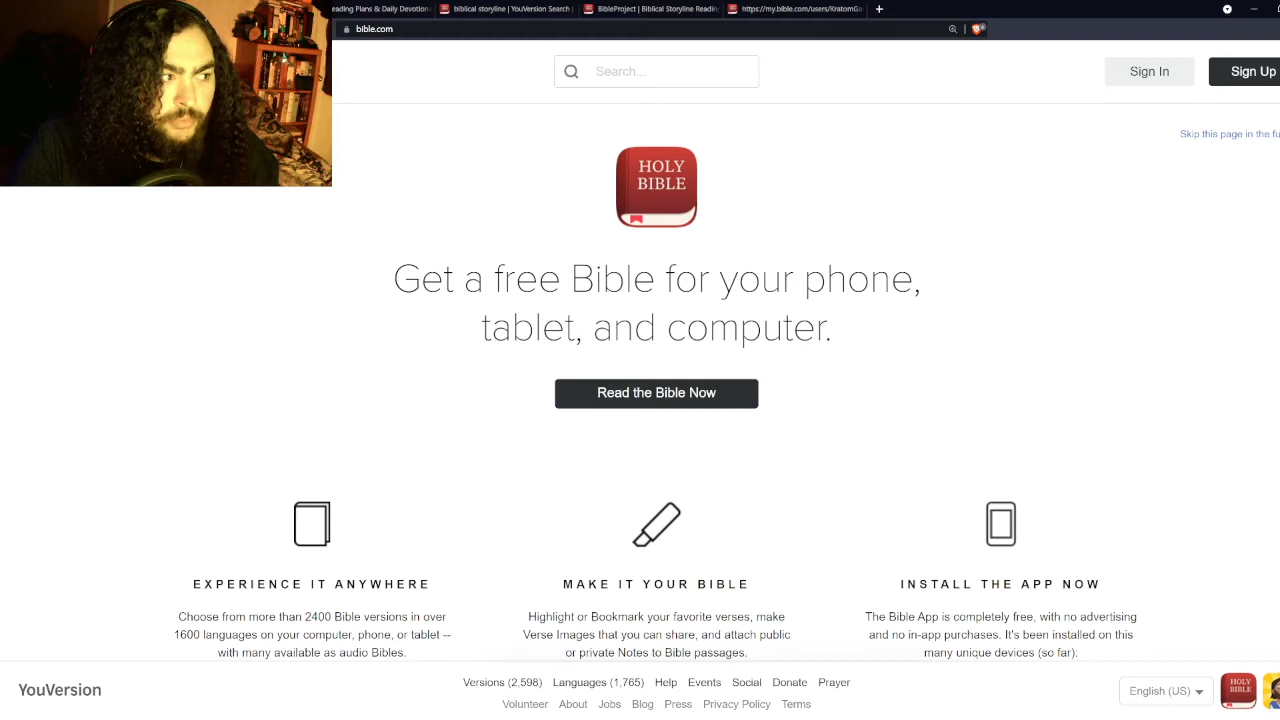 eading Plans & Daily Devotiona
biblical storyline | YouVersion Search |
BibleProject | Biblical Storyline Readin
https://my.bible.com/users/KratomGa
bible.com
Search...
Sign In
Sign Up
Skip this page in the fu
HOLY
BIBLE
Get a free Bible for your phone,
tablet, and computer.
Read the Bible Now
EXPERIENCE IT ANYWHERE
Choose from more than 2400 Bible versions in over
1600 languages on your computer, phone, or tablet --
with many available as audio Bibles.
MAKE IT YOUR BIBLE
Highlight or Bookmark your favorite verses, make
Verse Images that you can share, and attach public
or private Notes to Bible passages.
INSTALL THE APP NOW
The Bible App is completely free, with no advertising
and no in-app purchases. It's been installed on this
many unique devices (so far):
YouVersion
Versions (2,598) Languages (1,765) Help Events Social Donate Prayer
Volunteer About Jobs Blog Press Privacy Policy Terms
English (US)
HOLY
BIBLE